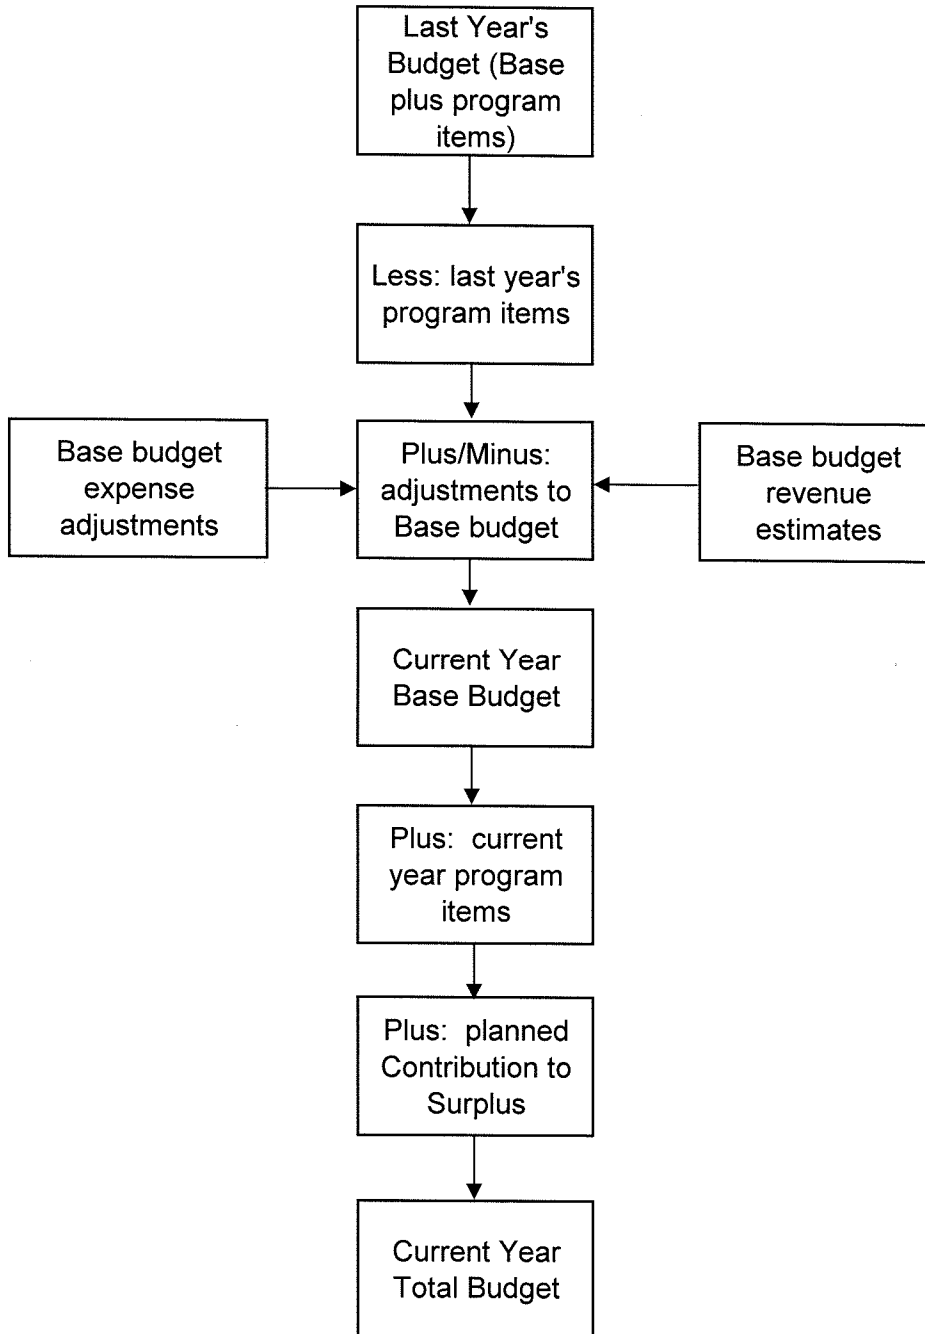 Last Year's
Budget (Base
plus program
items)
Less: last year's
program items
Base budget
expense
adjustments
Plus/Minus:
adjustments to
Base budget
Base budget
revenue
estimates
Current Year
Base Budget
Plus:  current
year program
items
Plus:  planned
Contribution to
Surplus
Current Year
Total Budget